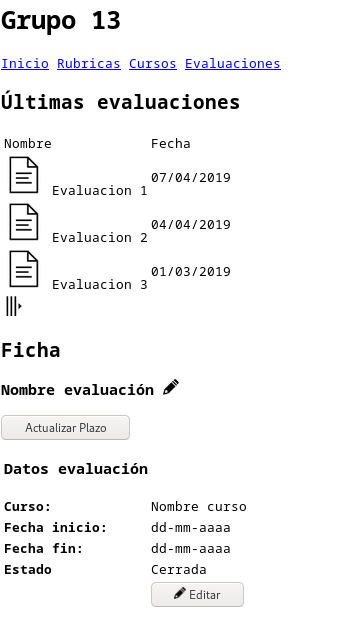 Grupo 13
Inicio Rubricas Cursos Evaluaciones
Últimas evaluaciones
Nombre Fecha
Evaluacion 1 07/04/2019
Evaluacion 2 04/04/2019
Evaluacion 3 01/03/2019
Ficha
Nombre evaluación
Actualizar Plazo
Datos evaluación
Curso: Nombre curso
Fecha inicio: dd-mm-aaaa
Fecha fin: dd-mm-aaaa
Estado Cerrada
Editar